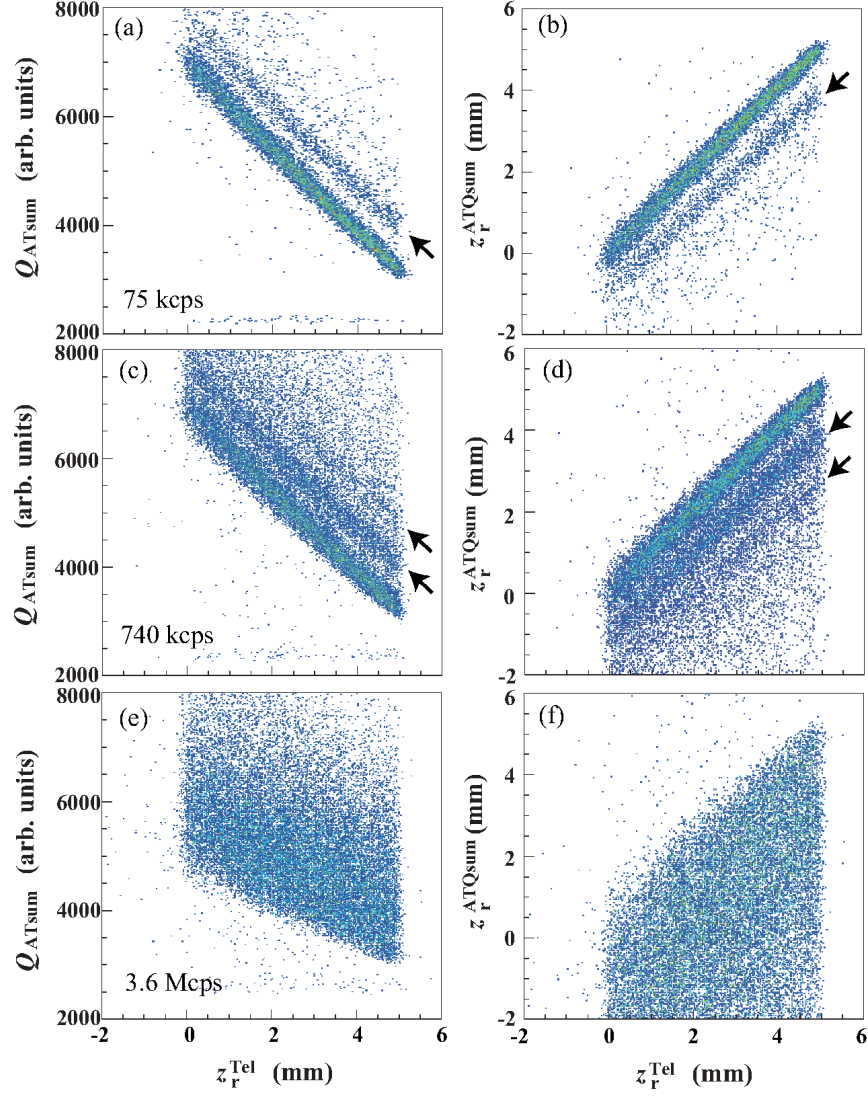 (a)
8000
6000
4000
2000
Q_ATsum (arb. units)
75 kcps
(b)
6
4
2
0
-2
z_r^ATQsum (mm)
(c)
8000
6000
4000
2000
Q_ATsum (arb. units)
740 kcps
(d)
6
4
2
0
-2
z_r^ATQsum (mm)
(e)
8000
6000
4000
2000
Q_ATsum (arb. units)
3.6 Mcps
-2 0 2 4 6
z_r^Tel (mm)
(f)
6
4
2
0
-2
z_r^ATQsum (mm)
-2 0 2 4 6
z_r^Tel (mm)